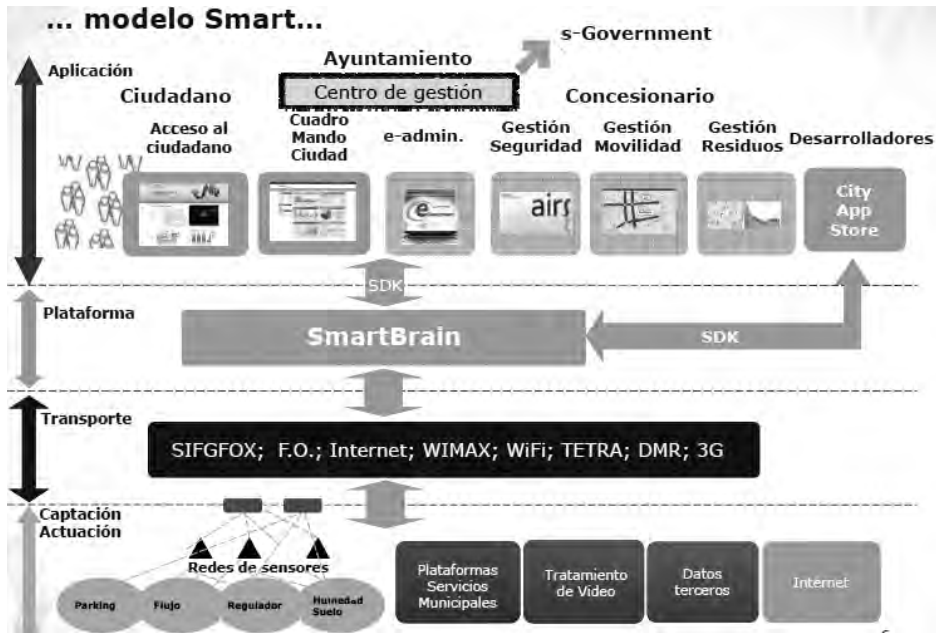 ... modelo Smart...
s-Government
Aplicación
Ayuntamiento
Centro de gestión
Ciudadano
Concesionario
Acceso al
ciudadano
Cuadro
Mando
Ciudad
e-admin.
Gestión
Seguridad
Gestión
Movilidad
Gestión
Residuos
Desarrolladores
e
airs
City
App
Store
SDK
Plataforma
SmartBrain
SDK
Transporte
SIFGFOX; F.O.; Internet; WIMAX; WiFi; TETRA; DMR; 3G
Captación
Actuación
Redes de sensores
Parking
Flujo
Regulador
Humedad
Suelo
Plataformas
Servicios
Municipales
Tratamiento
de Video
Datos
terceros
Internet